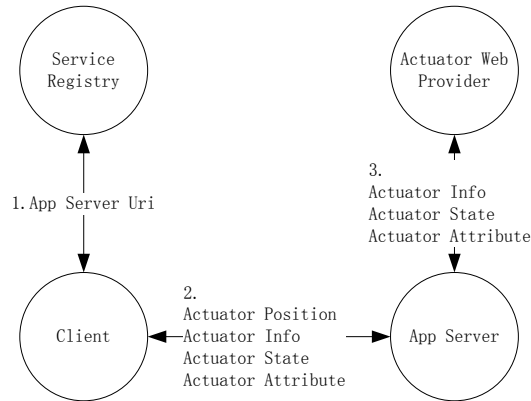 Service
Registry
Actuator Web
Provider
1.App Server Uri
3.
Actuator Info
Actuator State
Actuator Attribute
Client
2.
Actuator Position
Actuator Info
Actuator State
Actuator Attribute
App Server